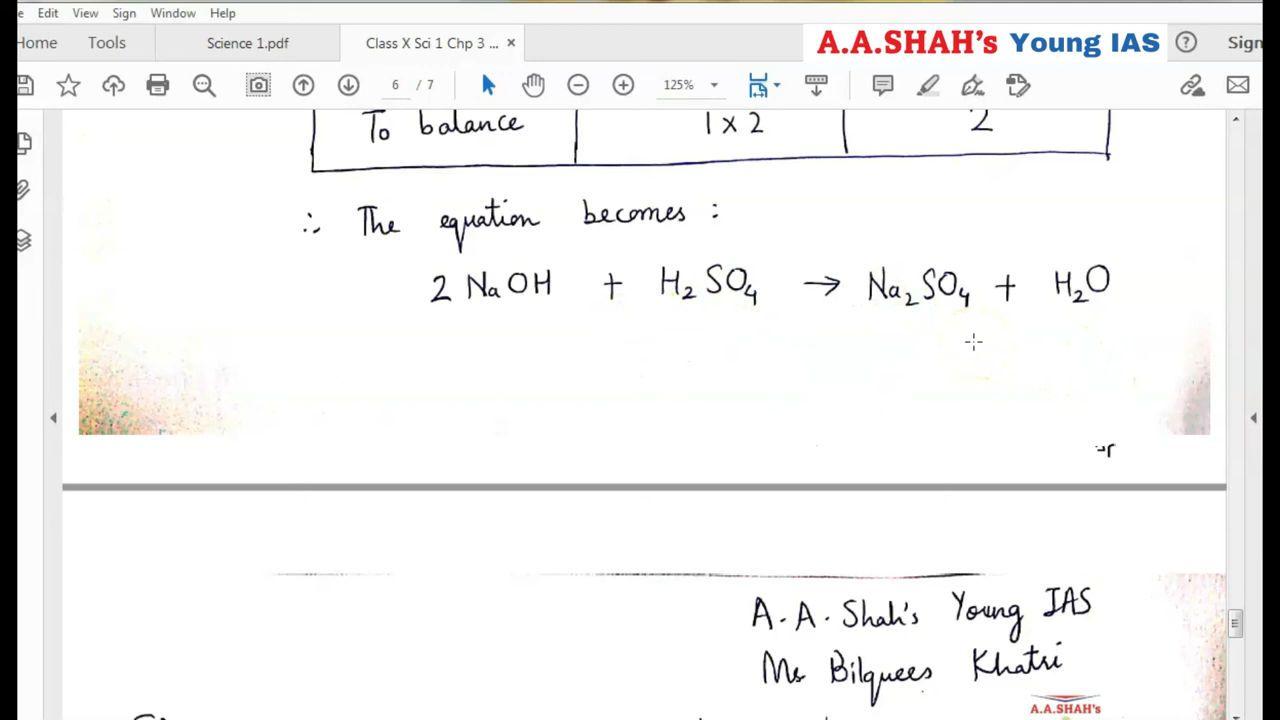 e Edit View Sign Window Help
Home Tools Science 1.pdf Class X Sci 1 Chp 3 ... × A.A.SHAH's Young IAS ? Sign
6 / 7 125%
To balance 1 x 2 2
∴ The equation becomes :
2 NaOH + H₂SO₄ → Na₂SO₄ + H₂O
A. A. Shah's Young IAS
Ms Bilquees Khatri
A.A.SHAH's